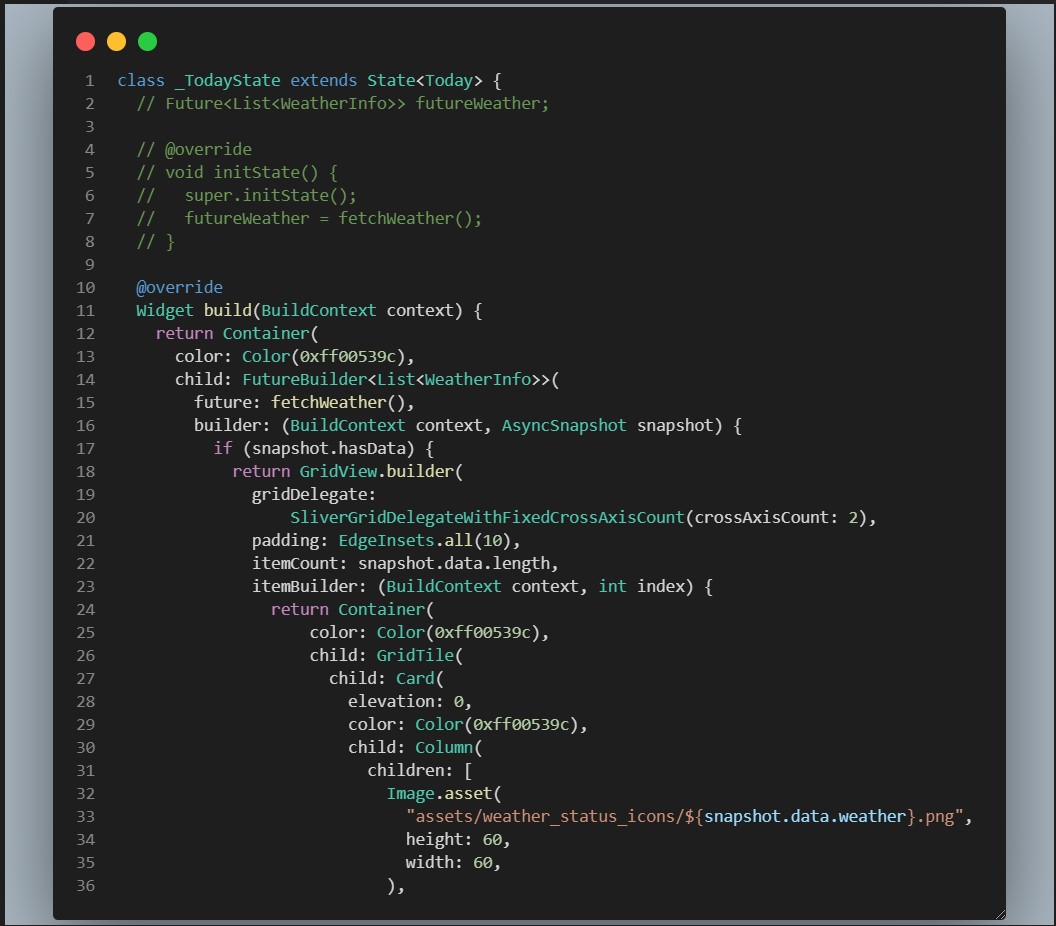 1 class _TodayState extends State<Today> {
2   // Future<List<WeatherInfo>> futureWeather;
3
4   // @override
5   // void initState() {
6   //   super.initState();
7   //   futureWeather = fetchWeather();
8   // }
9
10   @override
11   Widget build(BuildContext context) {
12     return Container(
13       color: Color(0xff00539c),
14       child: FutureBuilder<List<WeatherInfo>>(
15         future: fetchWeather(),
16         builder: (BuildContext context, AsyncSnapshot snapshot) {
17           if (snapshot.hasData) {
18             return GridView.builder(
19               gridDelegate:
20                   SliverGridDelegateWithFixedCrossAxisCount(crossAxisCount: 2),
21               padding: EdgeInsets.all(10),
22               itemCount: snapshot.data.length,
23               itemBuilder: (BuildContext context, int index) {
24                 return Container(
25                     color: Color(0xff00539c),
26                     child: GridTile(
27                       child: Card(
28                         elevation: 0,
29                         color: Color(0xff00539c),
30                         child: Column(
31                           children: [
32                             Image.asset(
33                               "assets/weather_status_icons/${snapshot.data.weather}.png",
34                               height: 60,
35                               width: 60,
36                             ),